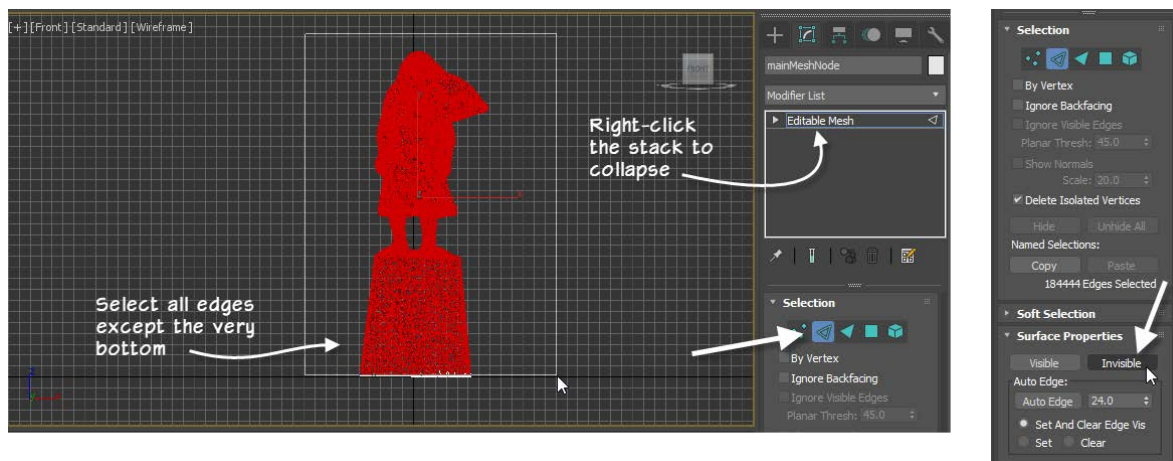 [+][Front][Standard][Wireframe]
FRONT
Right-click
the stack to
collapse
Select all edges
except the very
bottom
x
mainMeshNode
Modifier List
Editable Mesh
Selection
By Vertex
Ignore Backfacing
Ignore Visible Edges
Planar Thresh: 45.0
Selection
By Vertex
Ignore Backfacing
Ignore Visible Edges
Planar Thresh: 45.0
Show Normals
Scale: 20.0
Delete Isolated Vertices
Hide Unhide All
Named Selections:
Copy Paste
184444 Edges Selected
Soft Selection
Surface Properties
Visible Invisible
Auto Edge:
Auto Edge 24.0
Set And Clear Edge Vis
Set Clear